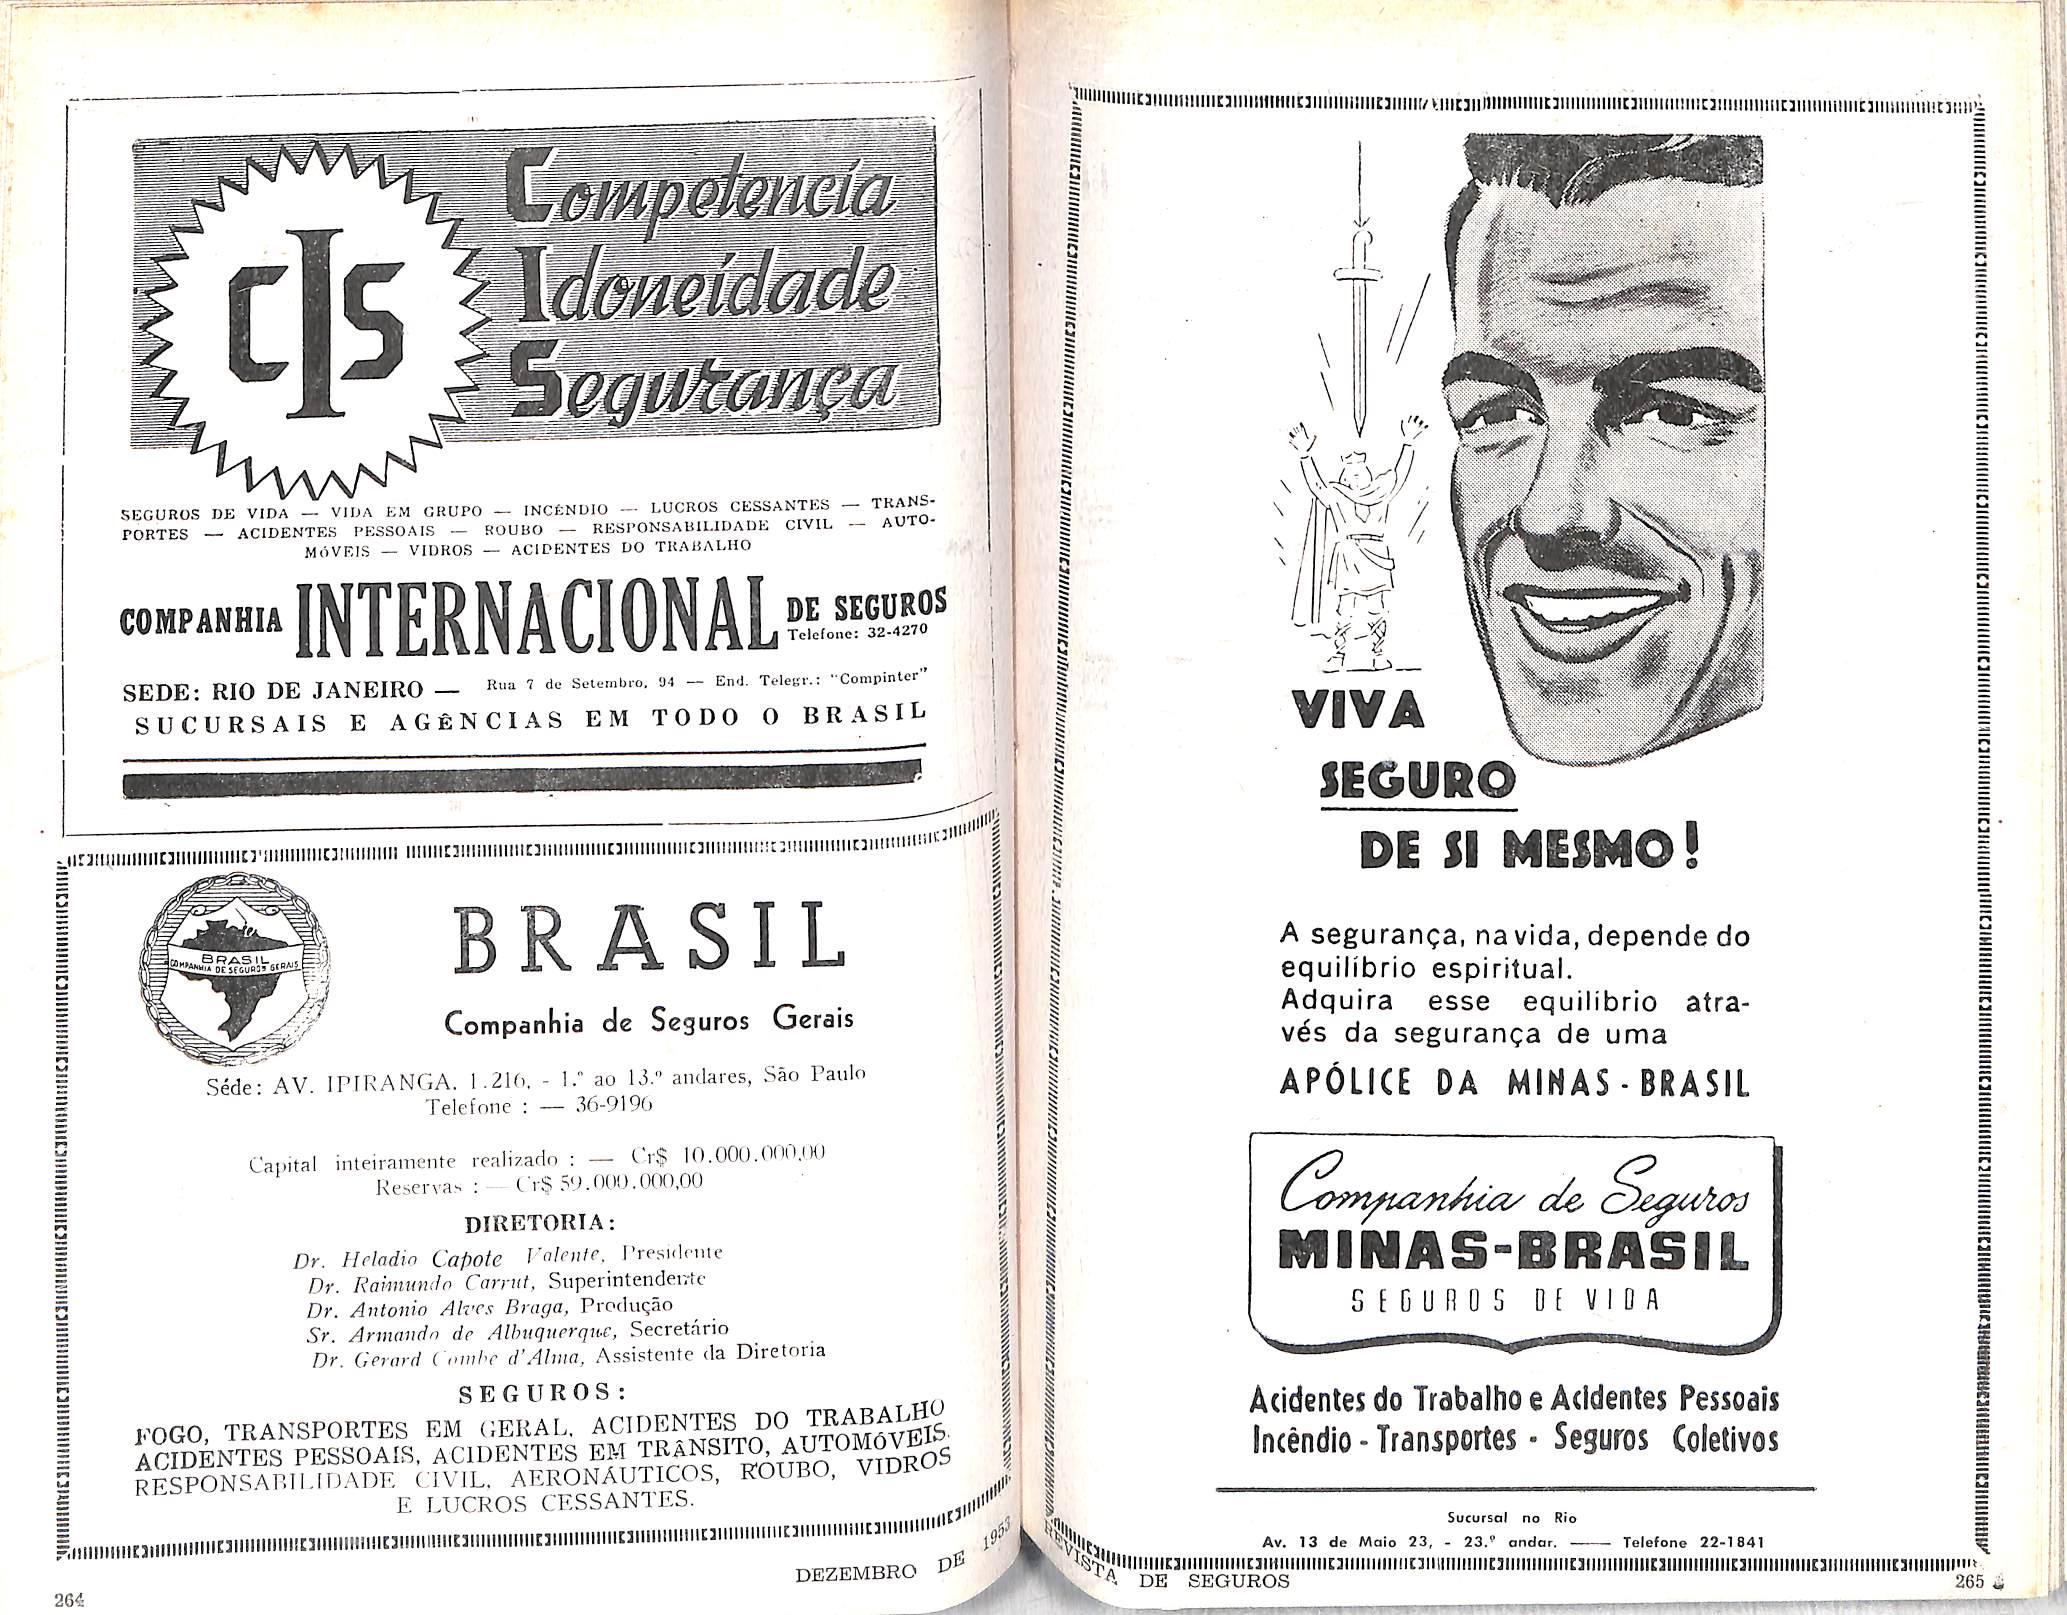 CIS
Competencia
Idoneidade
Segurança
SEGUROS DE VIDA — VIDA EM GRUPO — INCÊNDIO — LUCROS CESSANTES — TRANS-
PORTES — ACIDENTES PESSOAIS — ROUBO — RESPONSABILIDADE CIVIL — AUTO-
MÓVEIS — VIDROS — ACIDENTES DO TRABALHO
COMPANHIA INTERNACIONAL DE SEGUROS
Telefone: 32-4270
SEDE: RIO DE JANEIRO — Rua 7 de Setembro, 94 — End. Telegr.: "Compinter"
SUCURSAIS E AGÊNCIAS EM TODO O BRASIL
BRASIL
COMPANHIA DE SEGUROS GERAIS
BRASIL
Companhia de Seguros Gerais
Séde: AV. IPIRANGA, 1.216, - 1.º ao 13.º andares, São Paulo
Telefone : — 36-9196
Capital inteiramente realizado : — Cr$ 10.000.000,00
Reservas : — Cr$ 59.000.000,00
DIRETORIA:
Dr. Heladio Capote Valente, Presidente
Dr. Raimundo Carrut, Superintendente
Dr. Antonio Alves Braga, Produção
Sr. Armando de Albuquerque, Secretário
Dr. Gerard Combe d'Alma, Assistente da Diretoria
SEGUROS:
FOGO, TRANSPORTES EM GERAL, ACIDENTES DO TRABALHO
ACIDENTES PESSOAIS, ACIDENTES EM TRÂNSITO, AUTOMÓVEIS,
RESPONSABILIDADE CIVIL, AERONÁUTICOS, ROUBO, VIDROS
E LUCROS CESSANTES.
264
DEZEMBRO DE 1953
VIVA
SEGURO
DE SI MESMO!
A segurança, na vida, depende do
equilíbrio espiritual.
Adquira esse equilíbrio atra-
vés da segurança de uma
APÓLICE DA MINAS-BRASIL
Companhia de Seguros
MINAS-BRASIL
SEGUROS DE VIDA
Acidentes do Trabalho e Acidentes Pessoais
Incêndio - Transportes - Seguros Coletivos
Sucursal no Rio
Av. 13 de Maio 23, - 23.º andar. — Telefone 22-1841
REVISTA DE SEGUROS
265